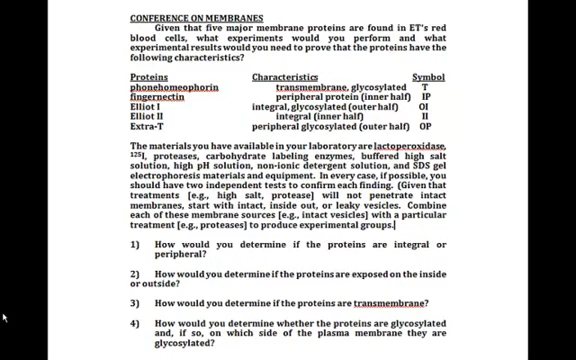 CONFERENCE ON MEMBRANES
Given that five major membrane proteins are found in ET's red
blood cells, what experiments would you perform and what
experimental results would you need to prove that the proteins have the
following characteristics?
Proteins Characteristics Symbol
phonehomeophorin transmembrane, glycosylated T
fingernectin peripheral protein (inner half) IP
Elliot I integral, glycosylated (outer half) OI
Elliot II integral (inner half) II
Extra-T peripheral glycosylated (outer half) OP
The materials you have available in your laboratory are lactoperoxidase,
125I, proteases, carbohydrate labeling enzymes, buffered high salt
solution, high pH solution, non-ionic detergent solution, and SDS gel
electrophoresis materials and equipment. In every case, if possible, you
should have two independent tests to confirm each finding. (Given that
treatments [e.g., high salt, protease] will not penetrate intact
membranes, start with intact, inside out, or leaky vesicles. Combine
each of these membrane sources [e.g., intact vesicles] with a particular
treatment [e.g., proteases] to produce experimental groups.
1) How would you determine if the proteins are integral or
peripheral?
2) How would you determine if the proteins are exposed on the inside
or outside?
3) How would you determine if the proteins are transmembrane?
4) How would you determine whether the proteins are glycosylated
and, if so, on which side of the plasma membrane they are
glycosylated?